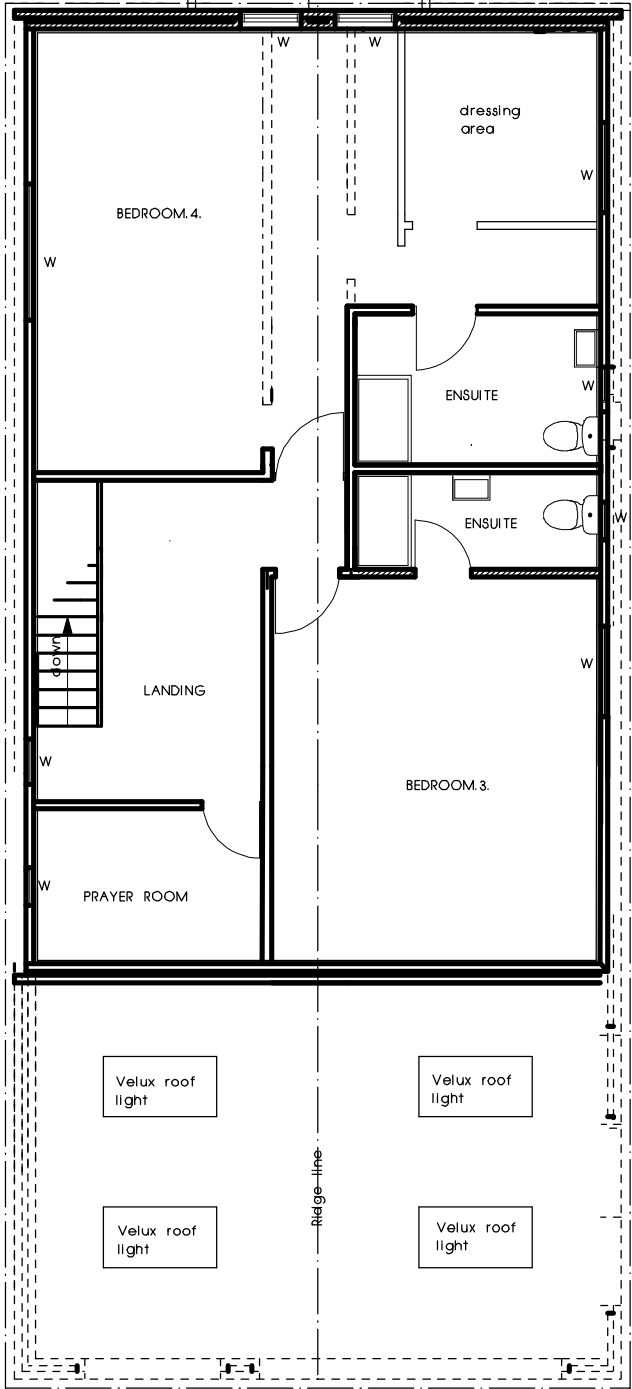 W
W
dressing
area
W
BEDROOM.4.
W
W
ENSUITE
ENSUITE
W
down
W
LANDING
W
BEDROOM.3.
W
PRAYER ROOM
Velux roof
light
Velux roof
light
Ridge line
Velux roof
light
Velux roof
light